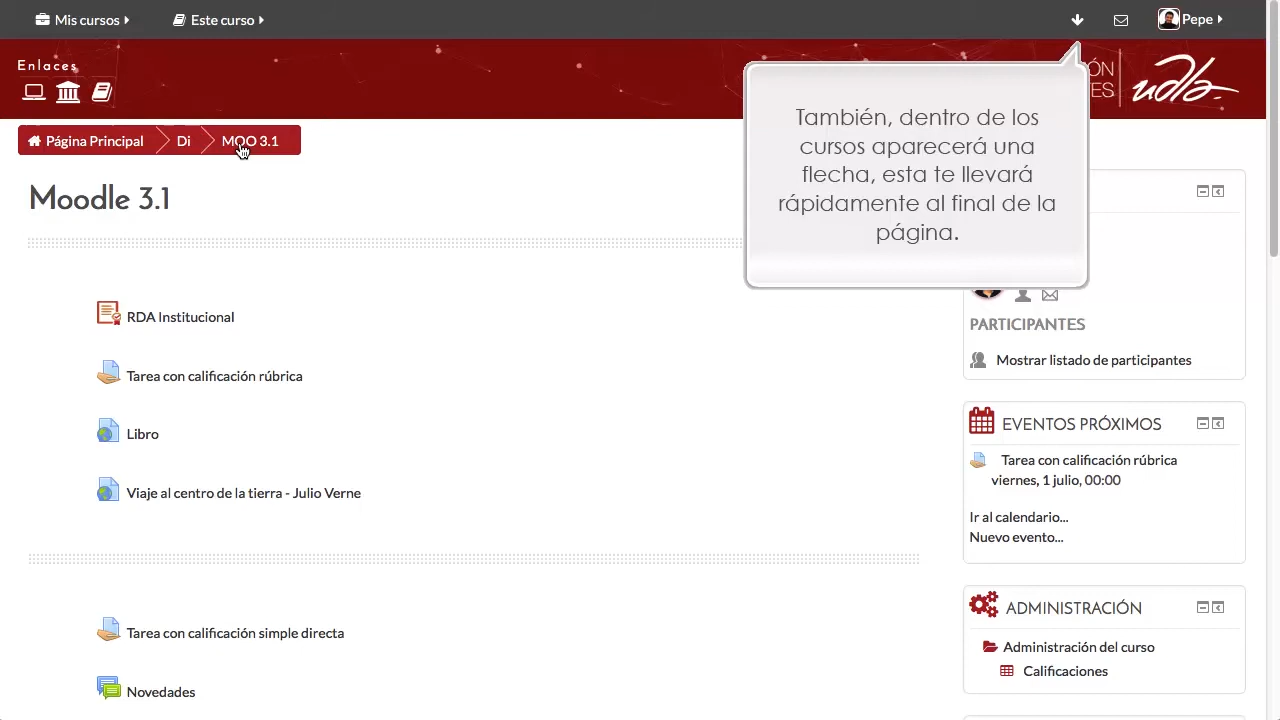 Mis cursos
Este curso
Pepe
Enlaces
ÓN
ES
udla
También, dentro de los
cursos aparecerá una
flecha, esta te llevará
rápidamente al final de la
página.
Página Principal
Di
MOO 3.1
Moodle 3.1
RDA Institucional
Tarea con calificación rúbrica
Libro
Viaje al centro de la tierra - Julio Verne
Tarea con calificación simple directa
Novedades
PARTICIPANTES
Mostrar listado de participantes
EVENTOS PRÓXIMOS
Tarea con calificación rúbrica
viernes, 1 julio, 00:00
Ir al calendario...
Nuevo evento...
ADMINISTRACIÓN
Administración del curso
Calificaciones